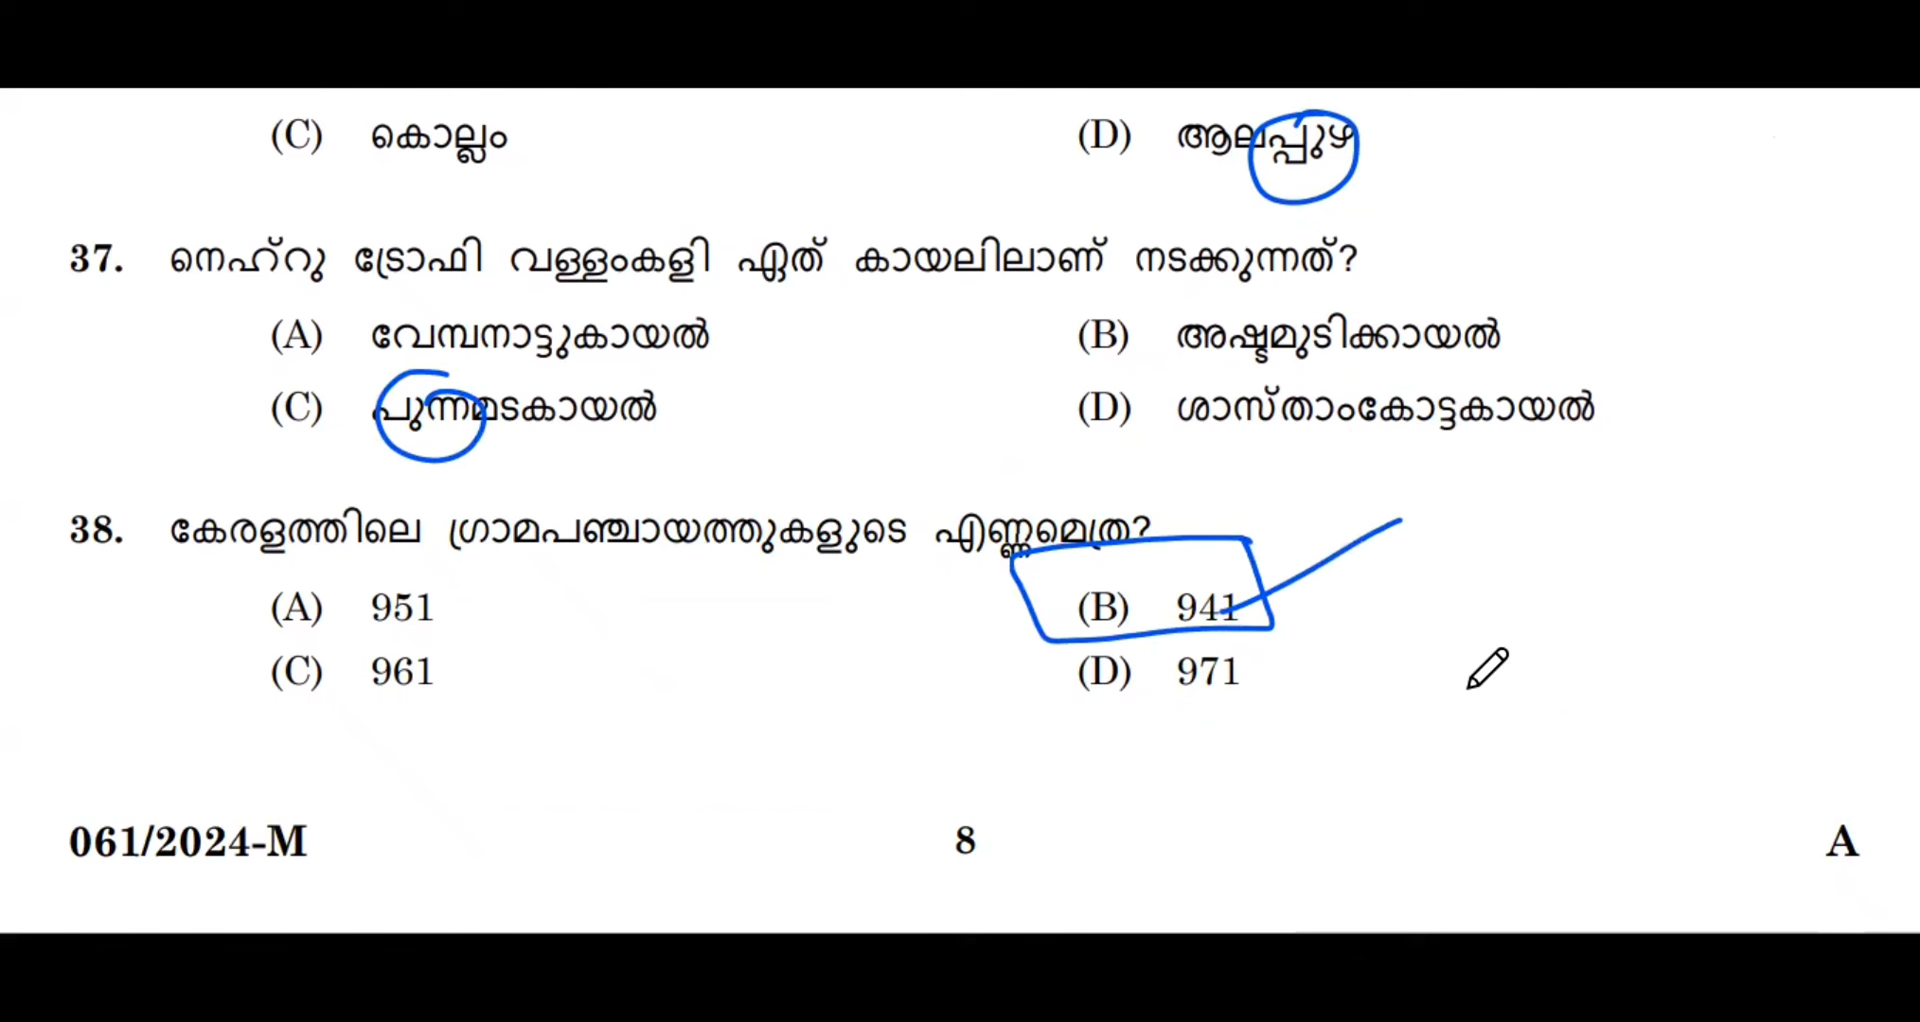 (C) കൊല്ലം (D) ആലപ്പുഴ
37. നെഹ്റു ട്രോഫി വള്ളംകളി ഏത് കായലിലാണ് നടക്കുന്നത്?
(A) വേമ്പനാട്ടുകായൽ (B) അഷ്ടമുടിക്കായൽ
(C) പുന്നമടകായൽ (D) ശാസ്താംകോട്ടകായൽ
38. കേരളത്തിലെ ഗ്രാമപഞ്ചായത്തുകളുടെ എണ്ണമെത്ര?
(A) 951 (B) 941
(C) 961 (D) 971
061/2024-M 8 A